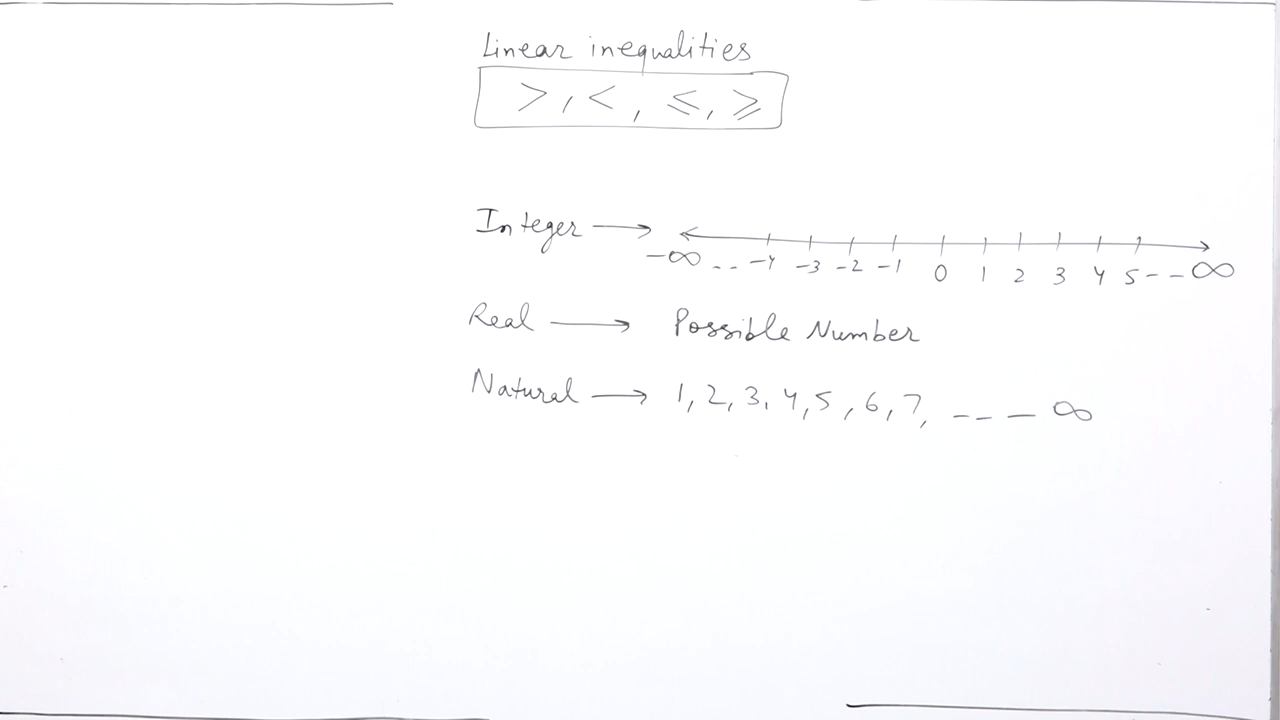 Linear inequalities
>, <, ≤, ≥
Integer → -∞ -- -4 -3 -2 -1 0 1 2 3 4 5 -- ∞
Real → Possible Number
Natural → 1, 2, 3, 4, 5, 6, 7, --- ∞